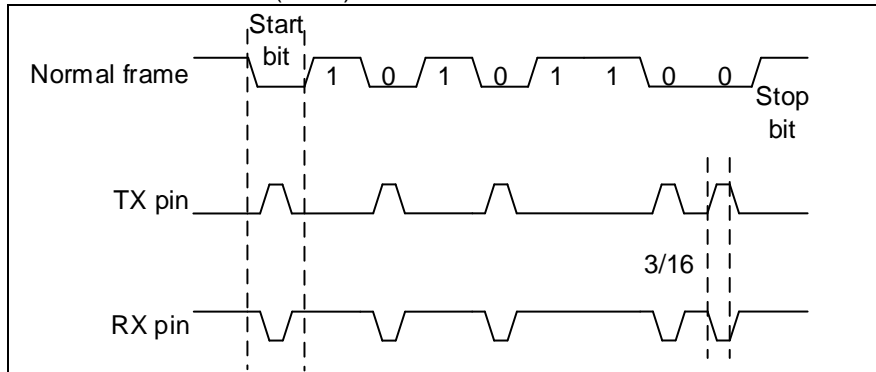 Start
bit
Normal frame
1 0 1 0 1 1 0 0
Stop
bit
TX pin
3/16
RX pin